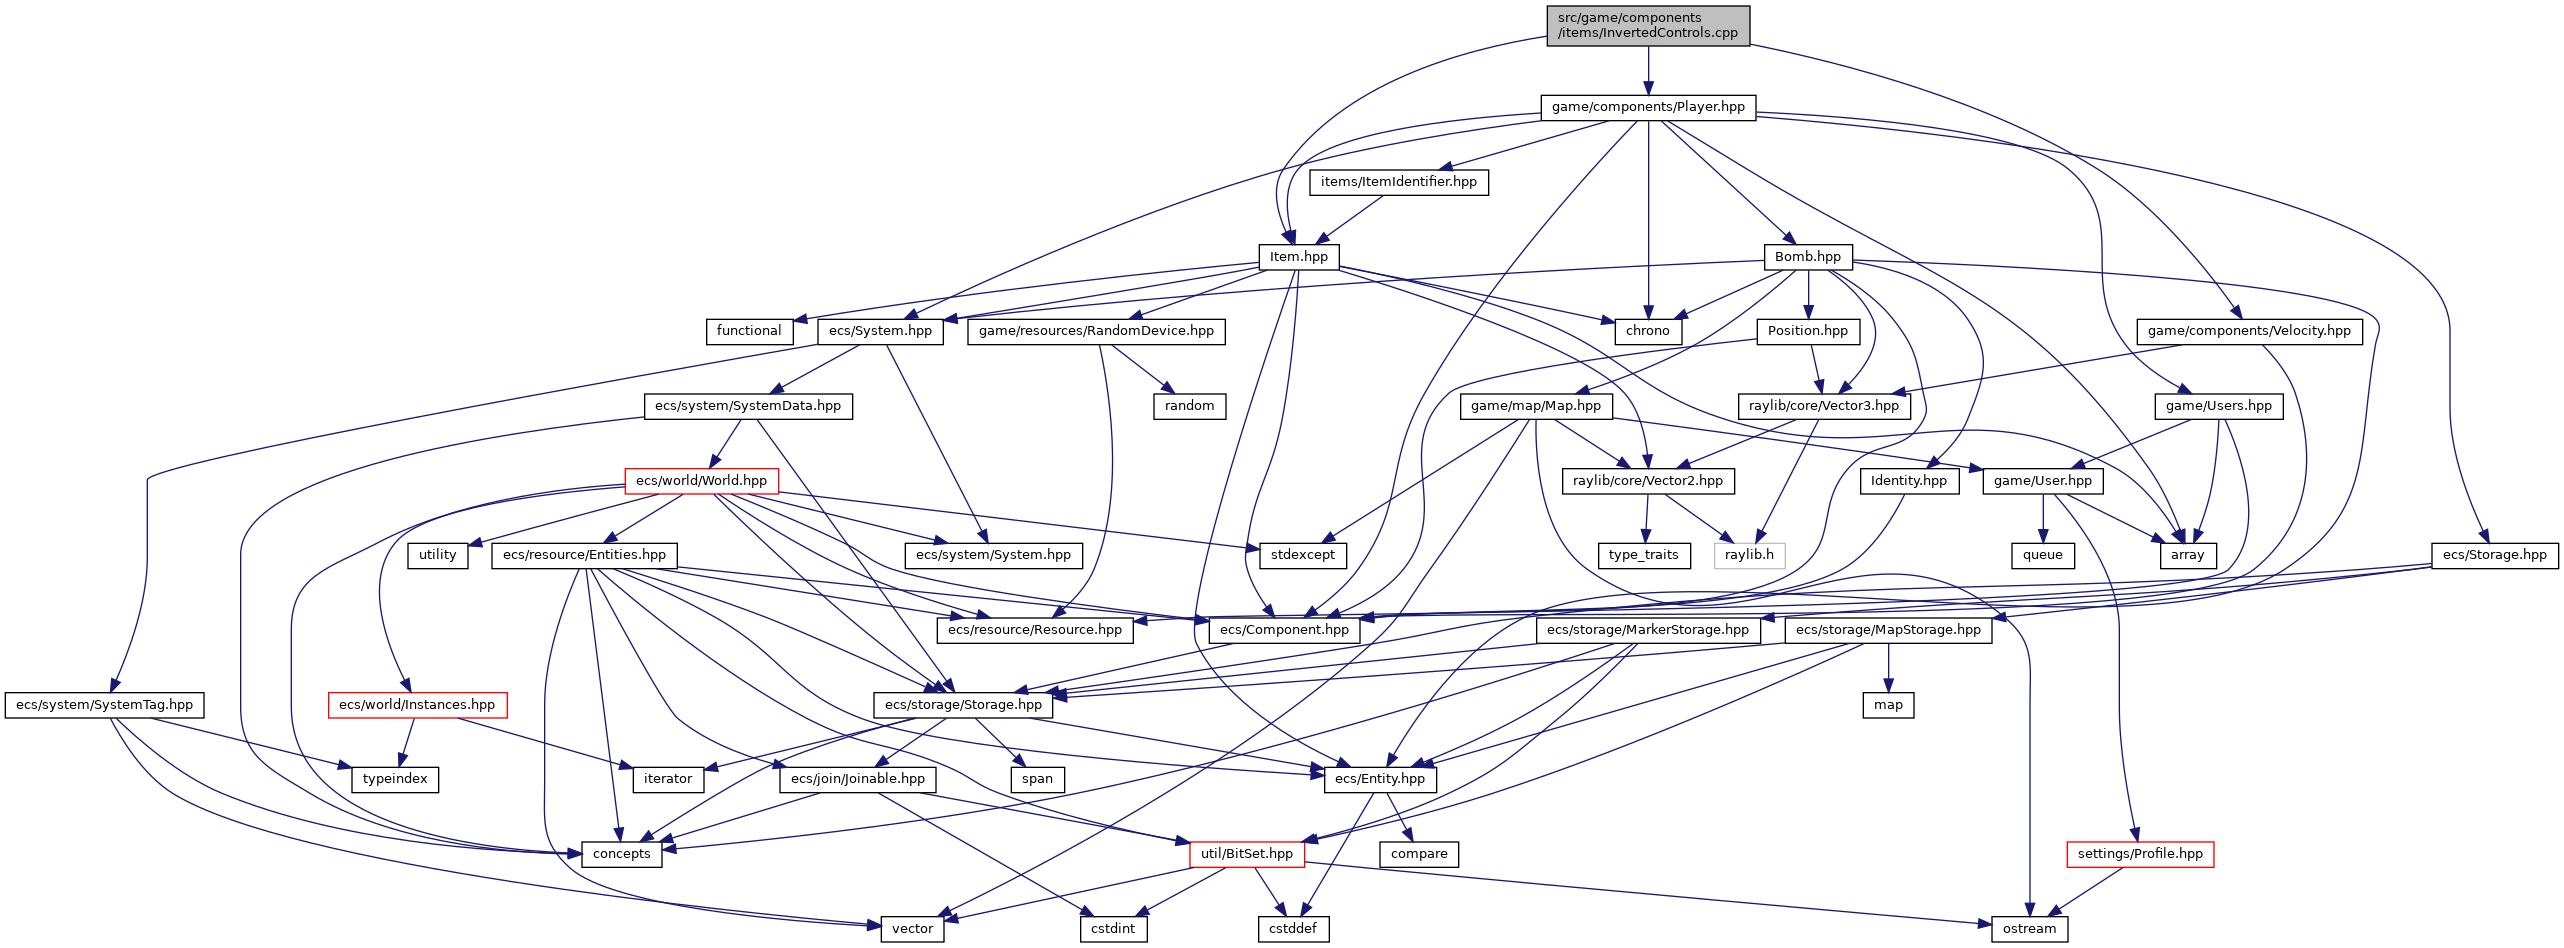 src/game/components
/items/InvertedControls.cpp
game/components/Player.hpp
items/ItemIdentifier.hpp
Item.hpp
Bomb.hpp
functional
ecs/System.hpp
game/resources/RandomDevice.hpp
chrono
Position.hpp
game/components/Velocity.hpp
ecs/system/SystemData.hpp
random
game/map/Map.hpp
raylib/core/Vector3.hpp
game/Users.hpp
ecs/world/World.hpp
raylib/core/Vector2.hpp
Identity.hpp
game/User.hpp
utility
ecs/resource/Entities.hpp
ecs/system/System.hpp
stdexcept
type_traits
raylib.h
queue
array
ecs/Storage.hpp
ecs/resource/Resource.hpp
ecs/Component.hpp
ecs/storage/MarkerStorage.hpp
ecs/storage/MapStorage.hpp
ecs/system/SystemTag.hpp
ecs/world/Instances.hpp
ecs/storage/Storage.hpp
map
typeindex
iterator
ecs/join/Joinable.hpp
span
ecs/Entity.hpp
concepts
util/BitSet.hpp
compare
settings/Profile.hpp
vector
cstdint
cstddef
ostream